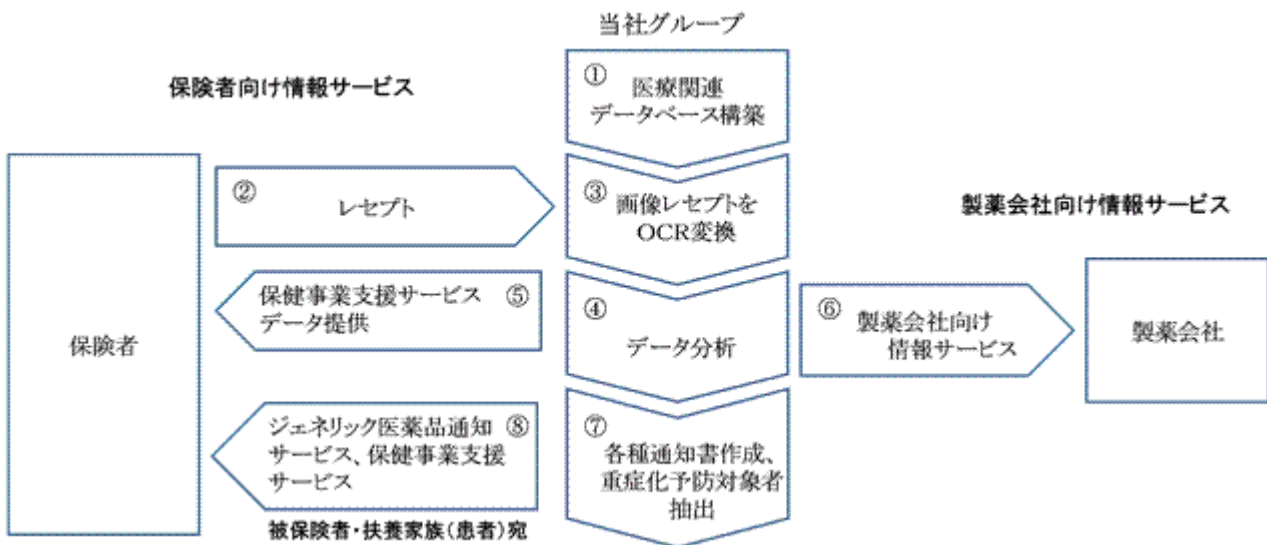 当社グループ
保険者向け情報サービス
①
医療関連
データベース構築
②
レセプト
③
画像レセプトを
OCR変換
製薬会社向け情報サービス
保険者
保健事業支援サービス ⑤
データ提供
④
データ分析
⑥
製薬会社向け
情報サービス
製薬会社
ジェネリック医薬品通知 ⑧
サービス、保健事業支援
サービス
⑦
各種通知書作成、
重症化予防対象者
抽出
被保険者・扶養家族(患者)宛